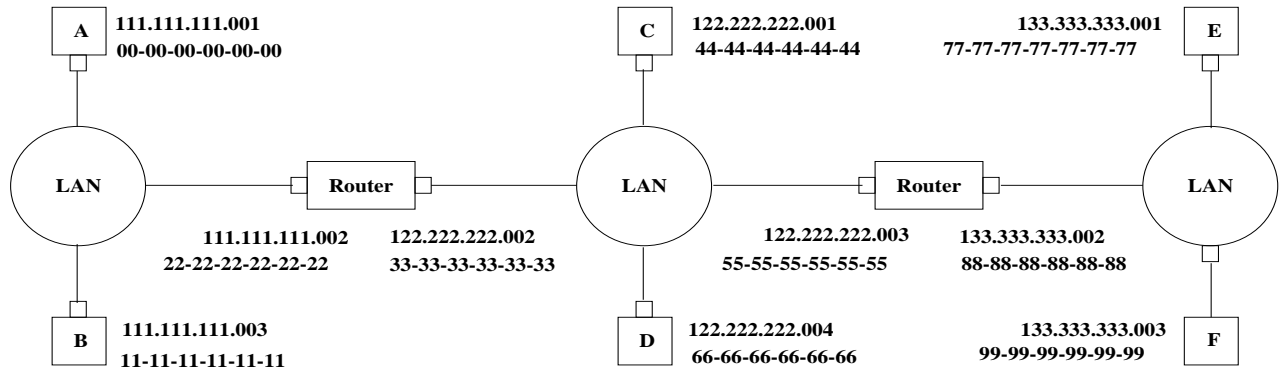 A
111.111.111.001
00-00-00-00-00-00
C
122.222.222.001
44-44-44-44-44-44
133.333.333.001
77-77-77-77-77-77-77
E
LAN
Router
LAN
Router
LAN
111.111.111.002
22-22-22-22-22-22
122.222.222.002
33-33-33-33-33-33
122.222.222.003
55-55-55-55-55-55
133.333.333.002
88-88-88-88-88-88
B
111.111.111.003
11-11-11-11-11-11
D
122.222.222.004
66-66-66-66-66-66
133.333.333.003
99-99-99-99-99-99
F